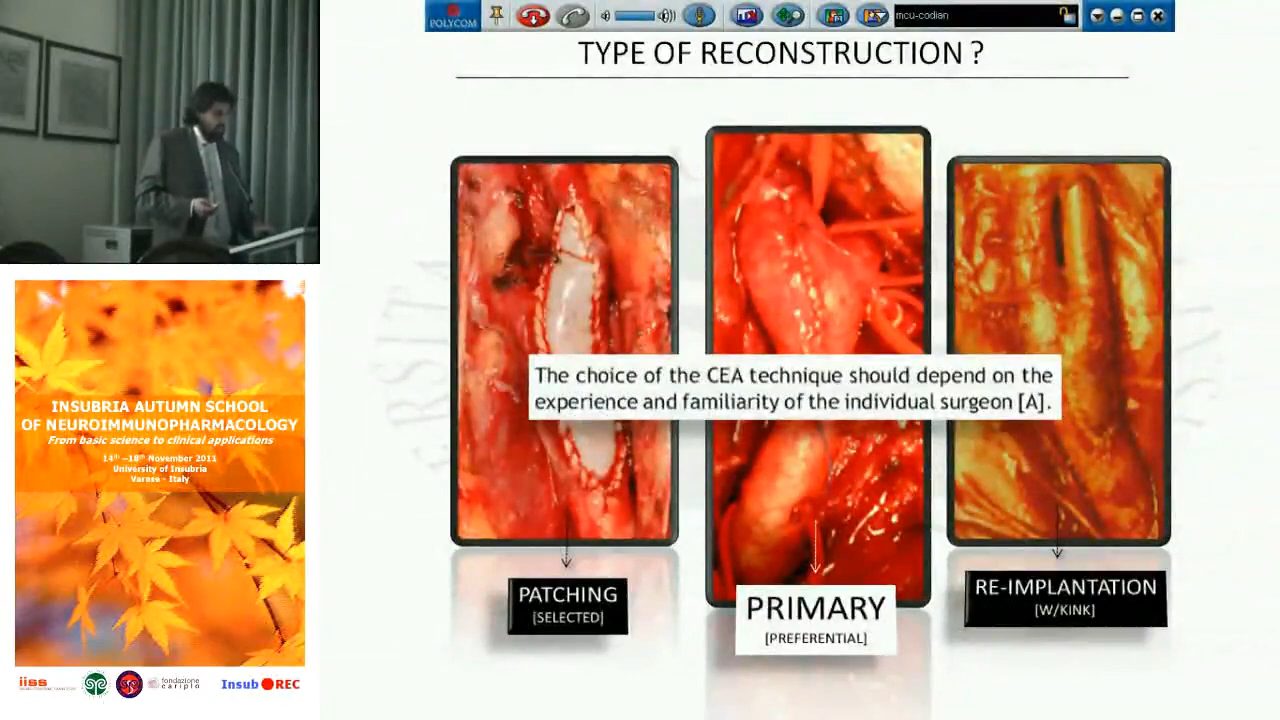 POLYCOM
mcu-codian
TYPE OF RECONSTRUCTION ?
The choice of the CEA technique should depend on the
experience and familiarity of the individual surgeon [A].
PATCHING
[SELECTED]
PRIMARY
[PREFERENTIAL]
RE-IMPLANTATION
[W/KINK]
INSUBRIA AUTUMN SCHOOL
OF NEUROIMMUNOPHARMACOLOGY
From basic science to clinical applications
14th -18th November 2011
University of Insubria
Varese - Italy
iiss
fondazione
cariplo
Insub REC